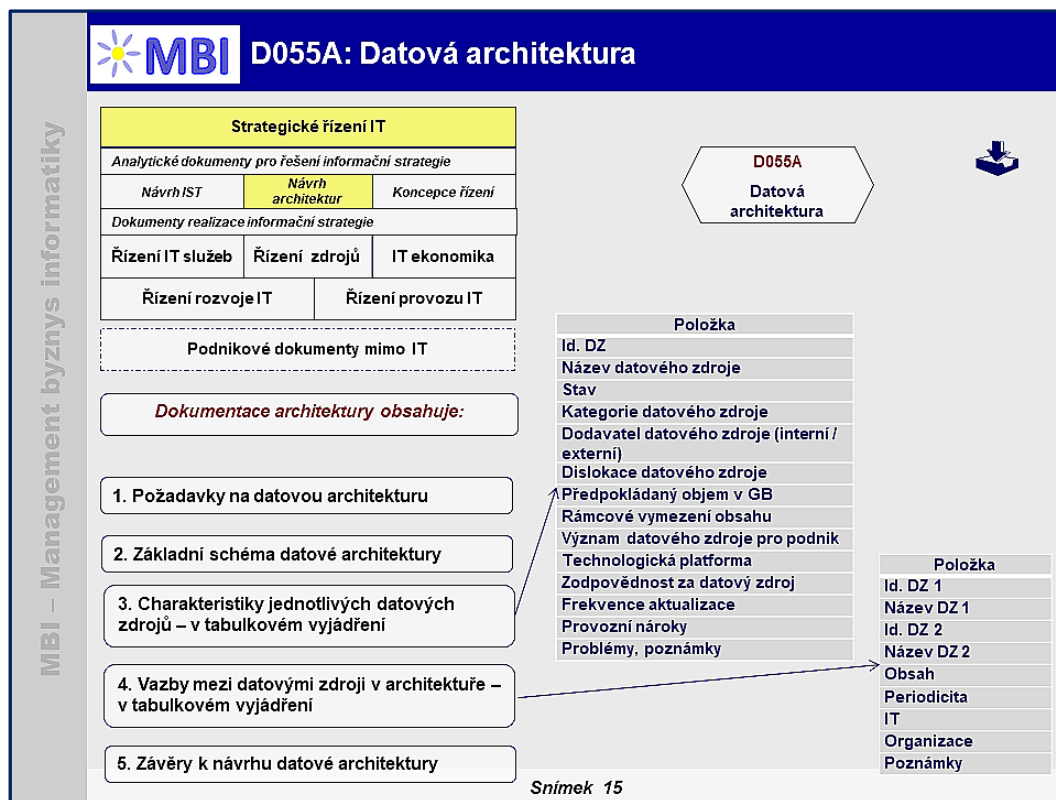 MBI – Management byznys informatiky
MBI
D055A: Datová architektura
Strategické řízení IT
Analytické dokumenty pro řešení informační strategie
Návrh IST
Návrh
architektur
Koncepce řízení
Dokumenty realizace informační strategie
Řízení IT služeb
Řízení zdrojů
IT ekonomika
Řízení rozvoje IT
Řízení provozu IT
Podnikové dokumenty mimo IT
D055A
Datová
architektura
Dokumentace architektury obsahuje:
1. Požadavky na datovou architekturu
2. Základní schéma datové architektury
3. Charakteristiky jednotlivých datových
zdrojů – v tabulkovém vyjádření
4. Vazby mezi datovými zdroji v architektuře –
v tabulkovém vyjádření
5. Závěry k návrhu datové architektury
Položka
Id. DZ
Název datového zdroje
Stav
Kategorie datového zdroje
Dodavatel datového zdroje (interní /
externí)
Dislokace datového zdroje
Předpokládaný objem v GB
Rámcové vymezení obsahu
Význam datového zdroje pro podnik
Technologická platforma
Zodpovědnost za datový zdroj
Frekvence aktualizace
Provozní nároky
Problémy, poznámky
Položka
Id. DZ 1
Název DZ 1
Id. DZ 2
Název DZ 2
Obsah
Periodicita
IT
Organizace
Poznámky
Snímek 15